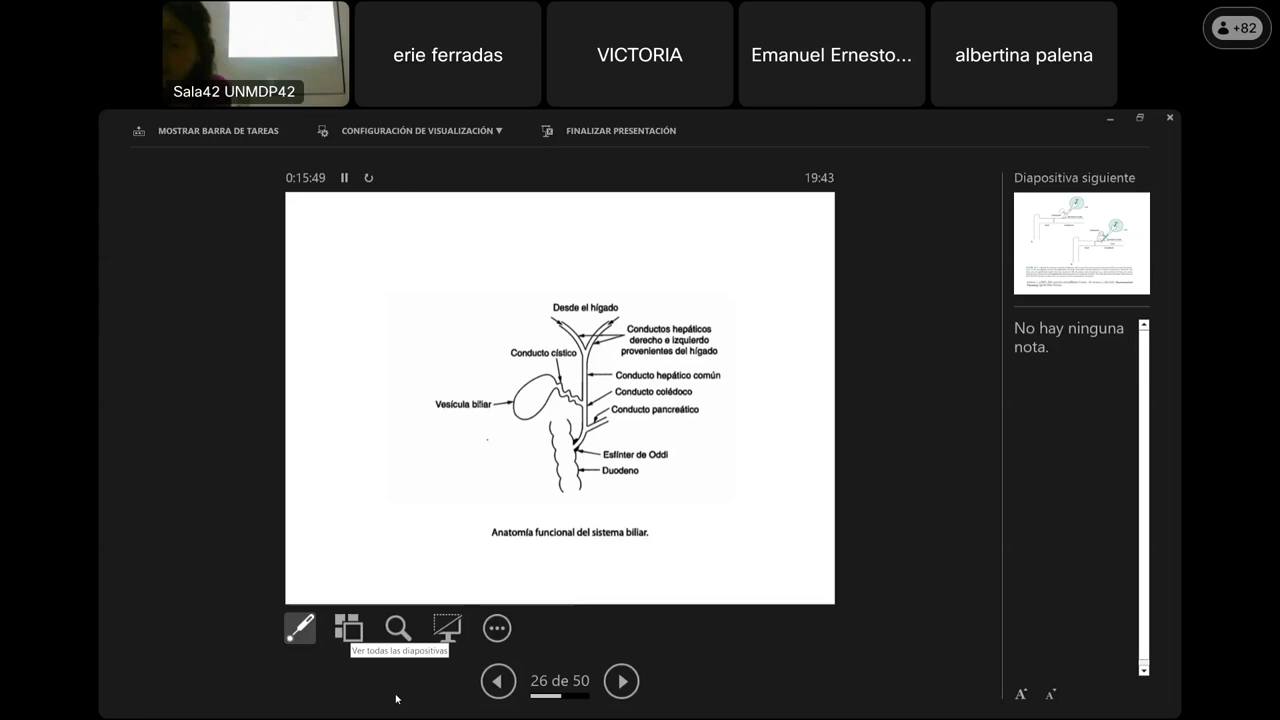 Sala42 UNMDP42
erie ferradas
VICTORIA
Emanuel Ernesto...
albertina palena
+82
MOSTRAR BARRA DE TAREAS
CONFIGURACIÓN DE VISUALIZACIÓN ▼
FINALIZAR PRESENTACIÓN
0:15:49
19:43
Desde el hígado
Conductos hepáticos
derecho e izquierdo
provenientes del hígado
Conducto cístico
Conducto hepático común
Conducto colédoco
Vesícula biliar
Conducto pancreático
Esfínter de Oddi
Duodeno
Anatomía funcional del sistema biliar.
Ver todas las diapositivas
26 de 50
Diapositiva siguiente
No hay ninguna
nota.
A A